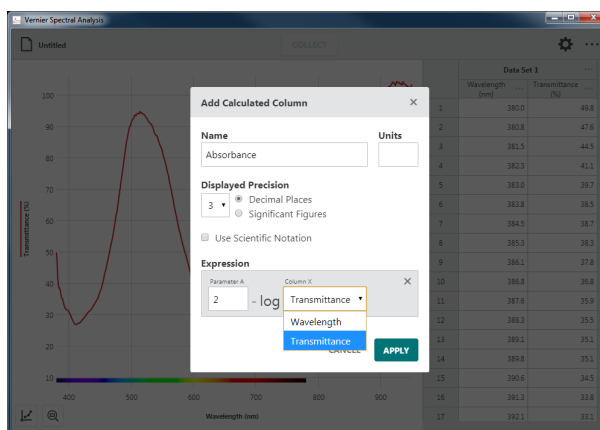 Vernier Spectral Analysis
Untitled
COLLECT
Data Set 1
Wavelength (nm)
Transmittance (%)
1 380.0 49.8
2 380.8 47.6
3 381.5 44.5
4 382.3 41.1
5 383.0 39.7
6 383.8 38.5
7 384.5 38.7
8 385.3 38.3
9 386.1 37.8
10 386.8 36.8
11 387.6 35.9
12 388.3 35.5
13 389.1 35.1
14 389.8 35.1
15 390.6 34.5
16 391.3 33.8
17 392.1 33.1
Transmittance (%)
100
90
80
70
60
50
40
30
20
10
400 500 600 700 800 900
Wavelength (nm)
Add Calculated Column
Name Units
Absorbance
Displayed Precision
3 Decimal Places
Significant Figures
Use Scientific Notation
Expression
Parameter A Column X
2 - log Transmittance
Wavelength
Transmittance
CANCEL APPLY